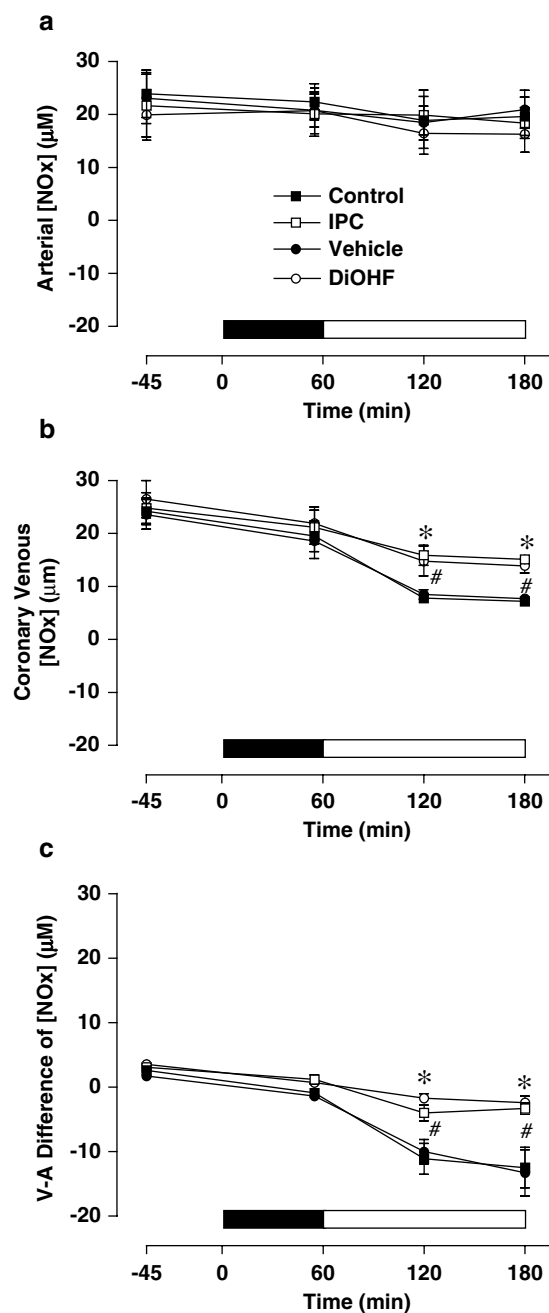 a
30
20
10
0
-10
-20
Arterial [NOx] (μM)
Control
IPC
Vehicle
DiOHF
-45 0 60 120 180
Time (min)
b
30
20
10
0
-10
-20
Coronary Venous
[NOx] (μm)
* *
# #
-45 0 60 120 180
Time (min)
c
30
20
10
0
-10
-20
V-A Difference of [NOx] (μM)
* *
# #
-45 0 60 120 180
Time (min)